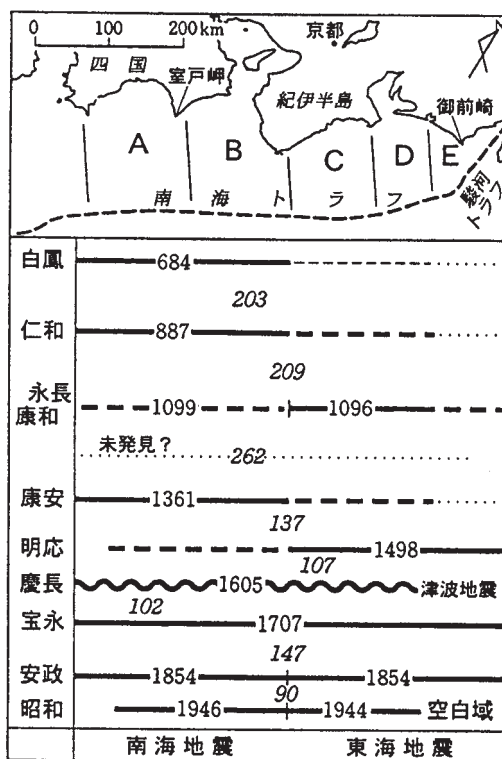 0 100 200km
京都
四国
室戸岬
紀伊半島
御前崎
A B C D E
南海トラフ
駿河トラフ
白鳳 684
203
仁和 887
209
永長
康和 1099 1096
未発見? 262
康安 1361
137
明応 1498
107
慶長 1605 津波地震
102
宝永 1707
147
安政 1854 1854
90
昭和 1946 1944 空白域
南海地震 東海地震